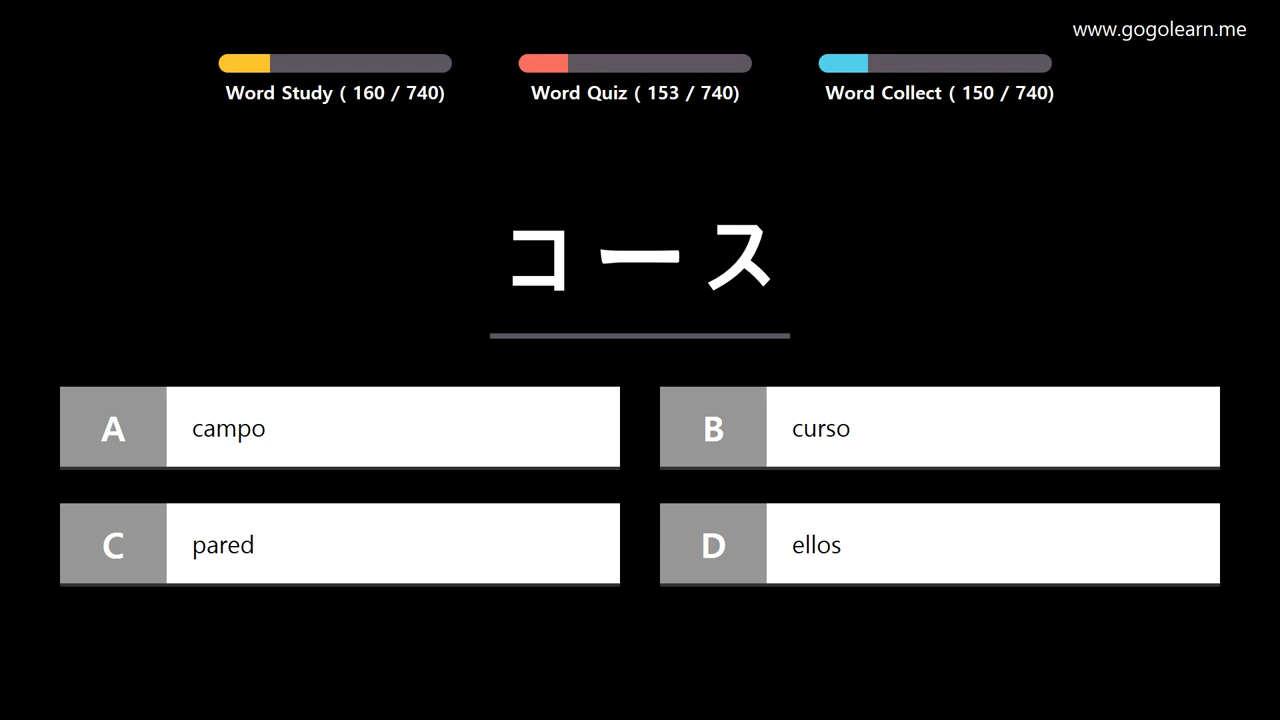 www.gogolearn.me
Word Study ( 160 / 740)
Word Quiz ( 153 / 740)
Word Collect ( 150 / 740)
コース
A campo
B curso
C pared
D ellos